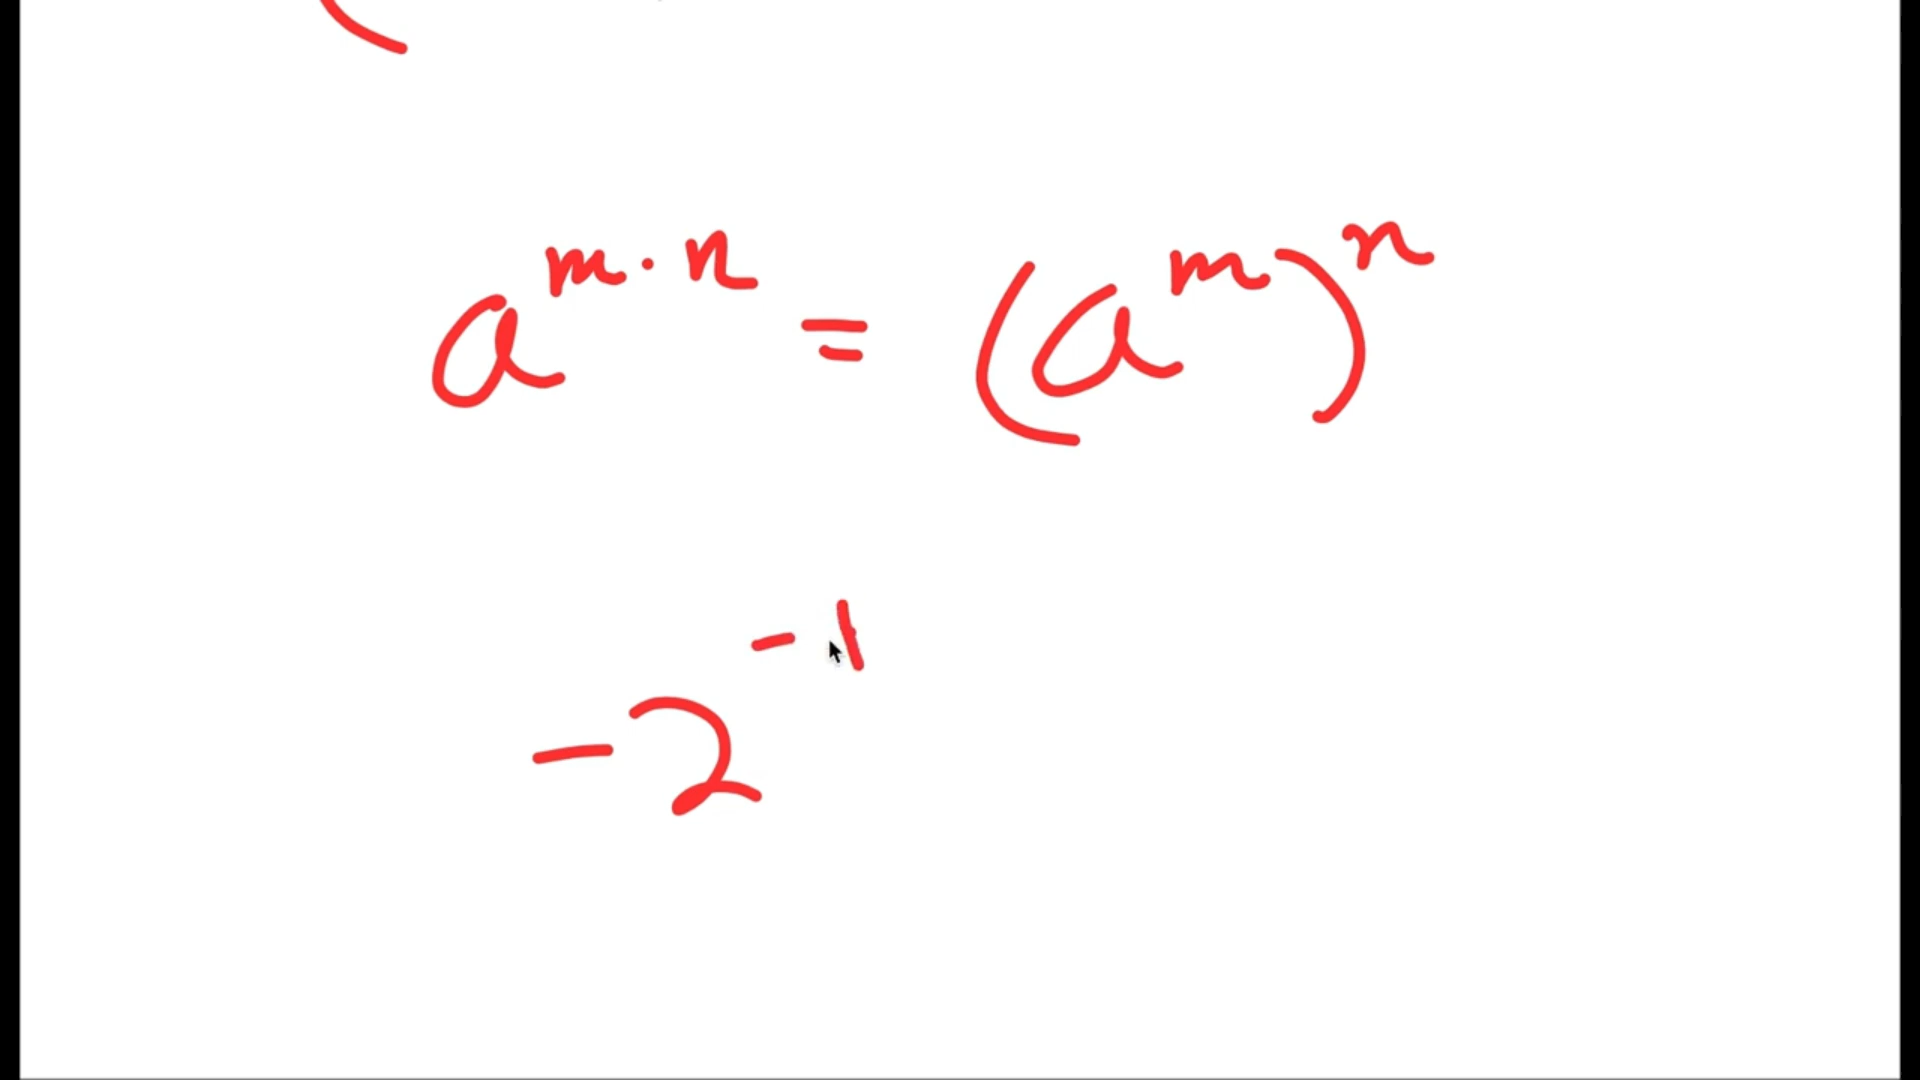 a^{m·n} = (a^m)^n
-2^{-1}